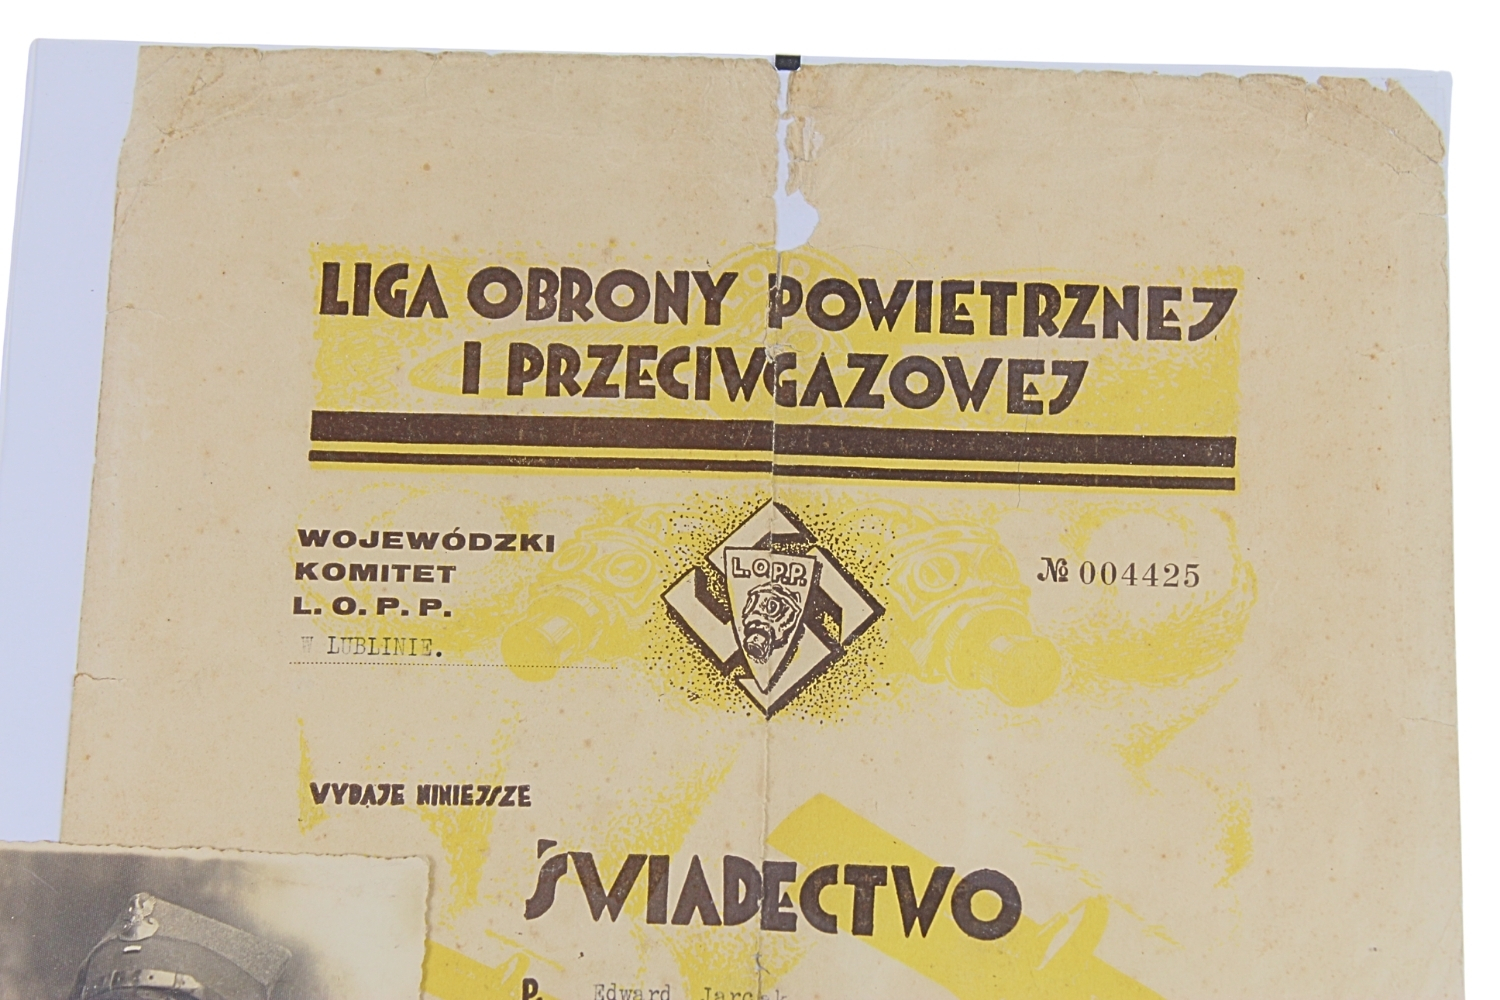 LIGA OBRONY POWIETRZNEJ
I PRZECIWGAZOWEJ
WOJEWÓDZKI
KOMITET
L. O. P. P.
W LUBLINIE.
L.O.P.P.
№ 004425
WYDAJE NINIEJSZE
ŚWIADECTWO
P. Edward